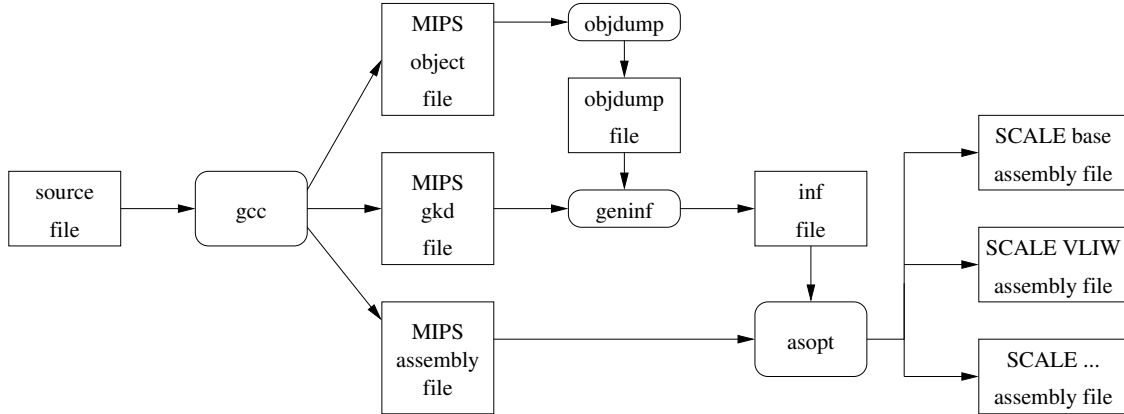 MIPS
object
file
objdump
objdump
file
SCALE base
assembly file
source
file
gcc
MIPS
gkd
file
geninf
inf
file
SCALE VLIW
assembly file
MIPS
assembly
file
asopt
SCALE ...
assembly file